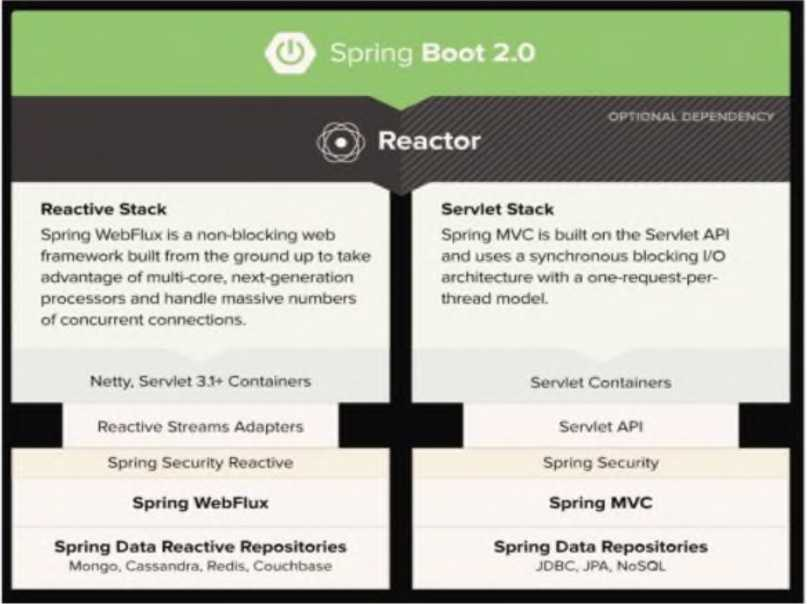 Spring Boot 2.0
OPTIONAL DEPENDENCY
Reactor
Reactive Stack
Spring WebFlux is a non-blocking web
framework built from the ground up to take
advantage of multi-core, next-generation
processors and handle massive numbers
of concurrent connections.
Netty, Servlet 3.1+ Containers
Reactive Streams Adapters
Spring Security Reactive
Spring WebFlux
Spring Data Reactive Repositories
Mongo, Cassandra, Redis, Couchbase
Servlet Stack
Spring MVC is built on the Servlet API
and uses a synchronous blocking I/O
architecture with a one-request-per-
thread model.
Servlet Containers
Servlet API
Spring Security
Spring MVC
Spring Data Repositories
JDBC, JPA, NoSQL